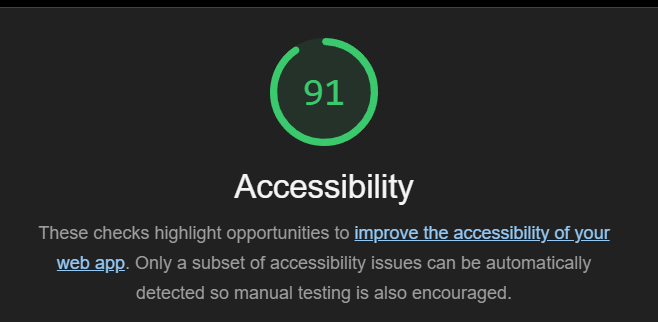 91
Accessibility
These checks highlight opportunities to improve the accessibility of your
web app. Only a subset of accessibility issues can be automatically
detected so manual testing is also encouraged.